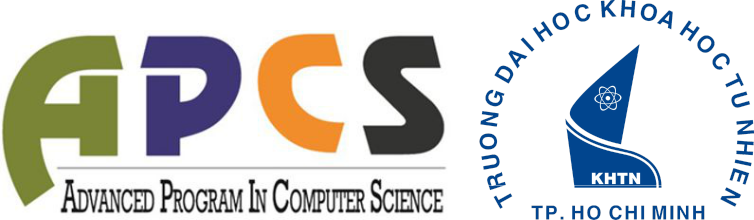 APCS
ADVANCED PROGRAM IN COMPUTER SCIENCE
TRUONG DAI HOC KHOA HOC TU NHIEN
KHTN
TP. HO CHI MINH